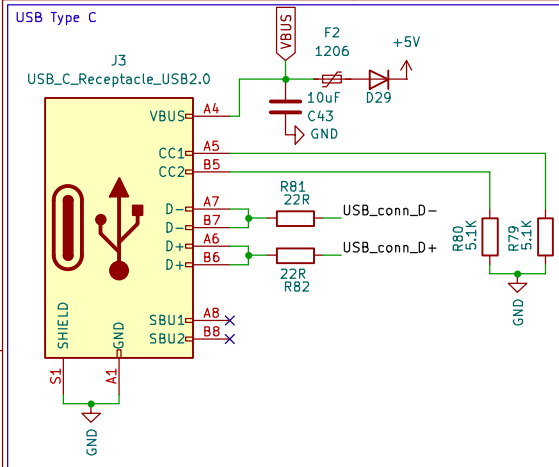 USB Type C
VBUS
F2
1206
+5V
J3
USB_C_Receptacle_USB2.0
10uF
C43
D29
GND
VBUS
A4
CC1
A5
CC2
B5
D-
A7
R81
22R
USB_conn_D-
D-
B7
D+
A6
USB_conn_D+
D+
B6
22R
R82
R80
5.1K
R79
5.1K
GND
SBU1
A8
SBU2
B8
SHIELD
GND
S1
A1
GND